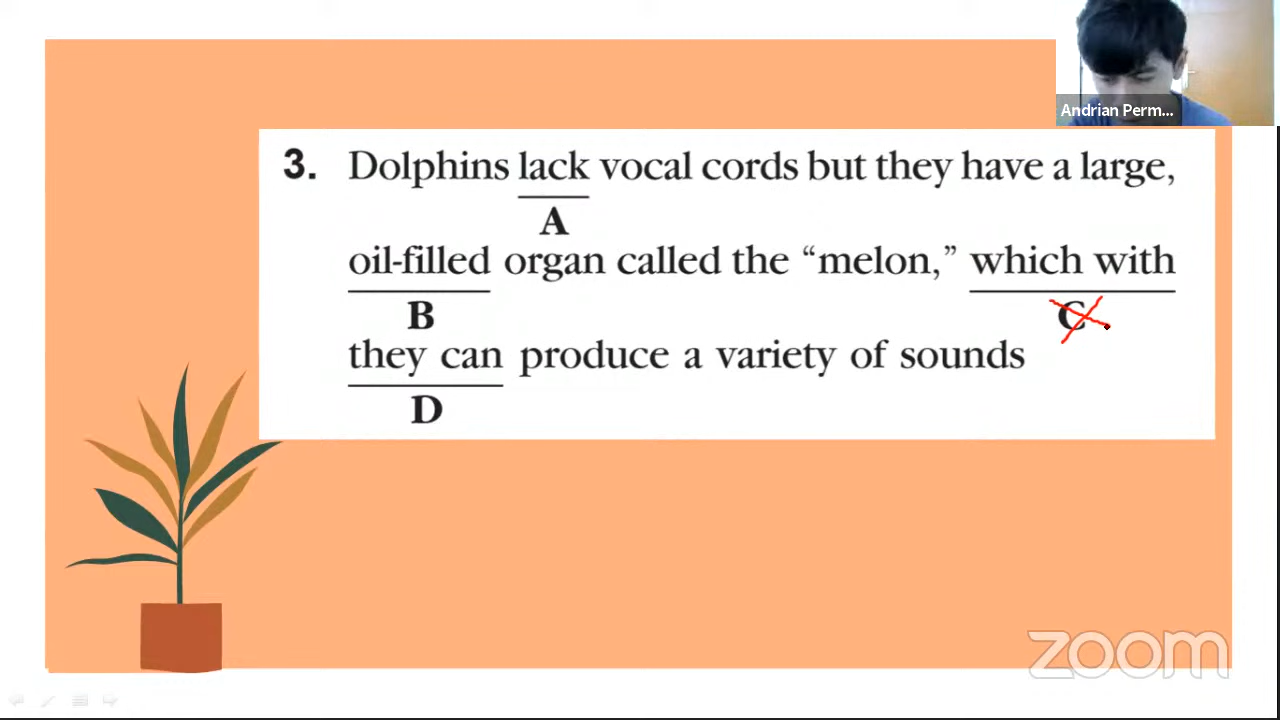 Andrian Perm...
3. Dolphins lack vocal cords but they have a large,
A
oil-filled organ called the “melon,” which with
B C
they can produce a variety of sounds
D
zoom